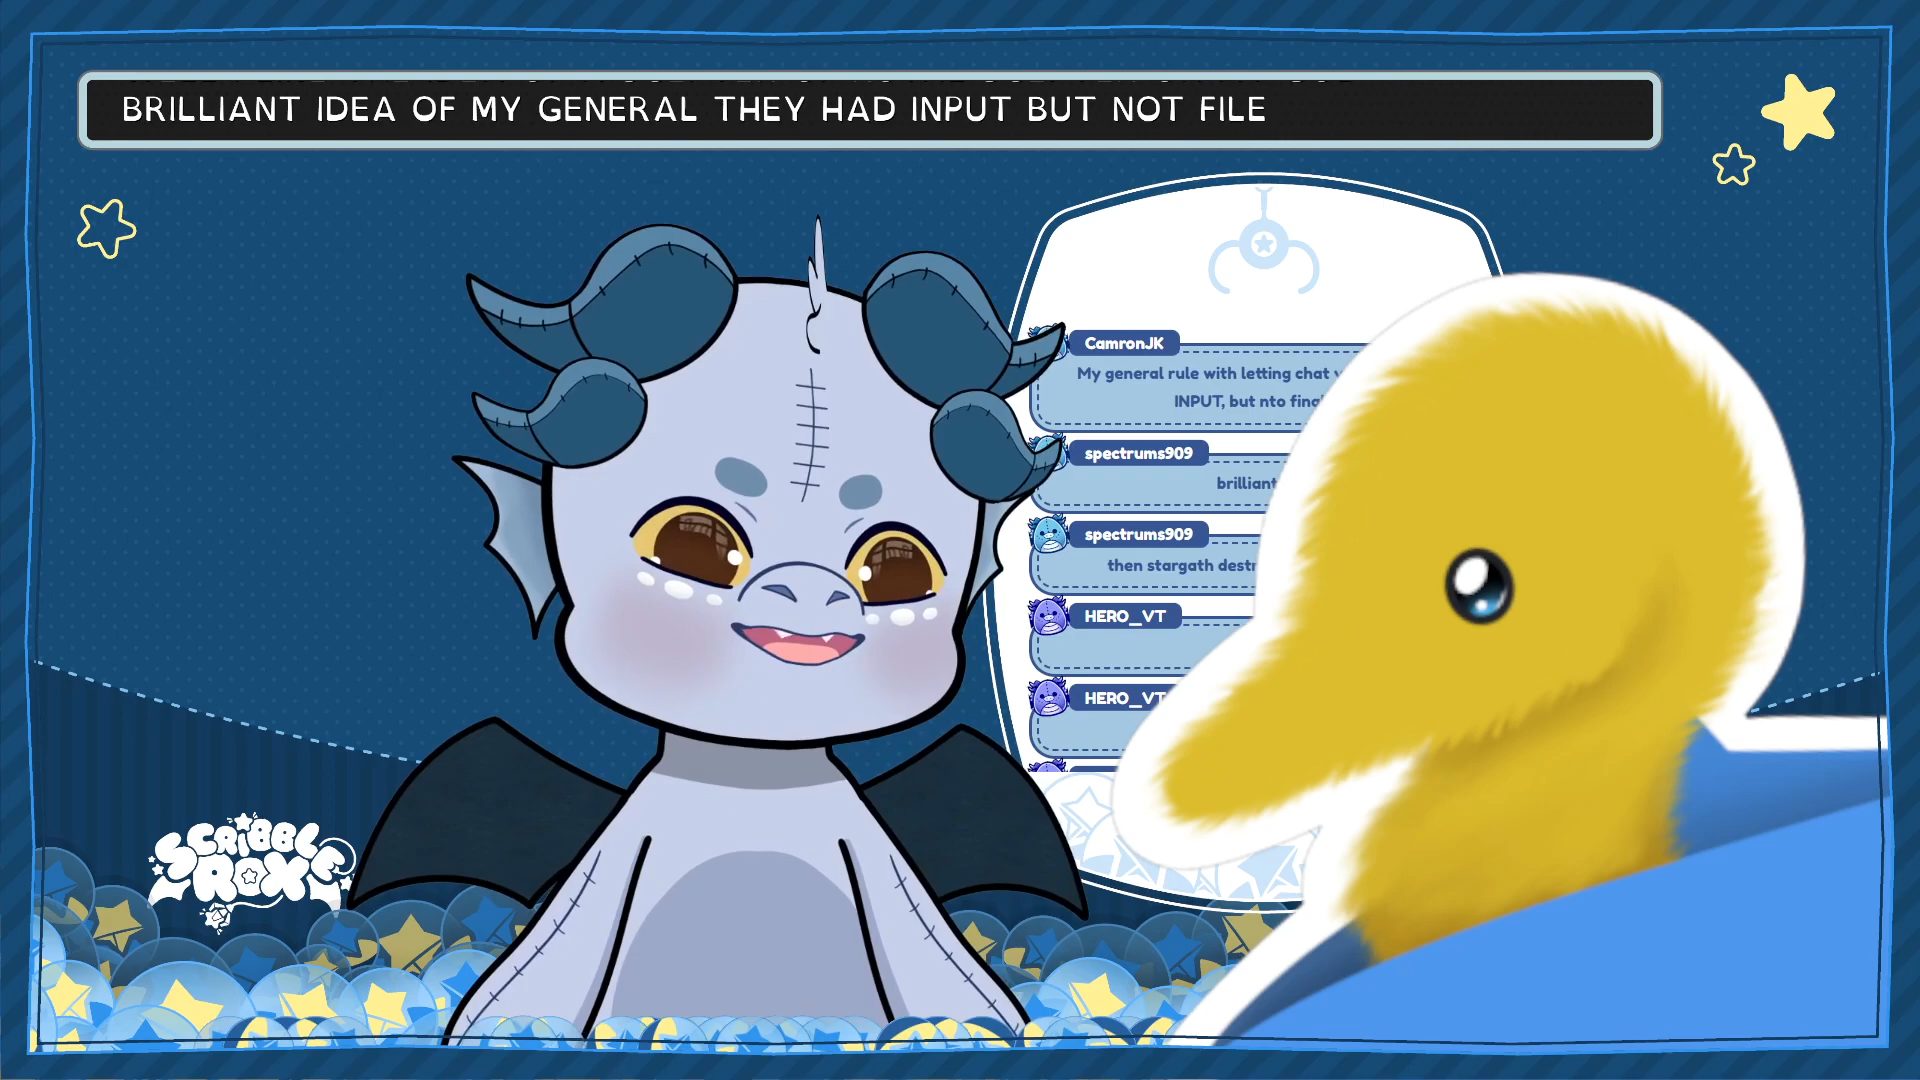 BRILLIANT IDEA OF MY GENERAL THEY HAD INPUT BUT NOT FILE
CamronJK
My general rule with letting chat
INPUT, but nto
spectrums909
brilliant
spectrums909
then stargath
HERO_VT
HERO_VT
SCRIBBLE
ROX